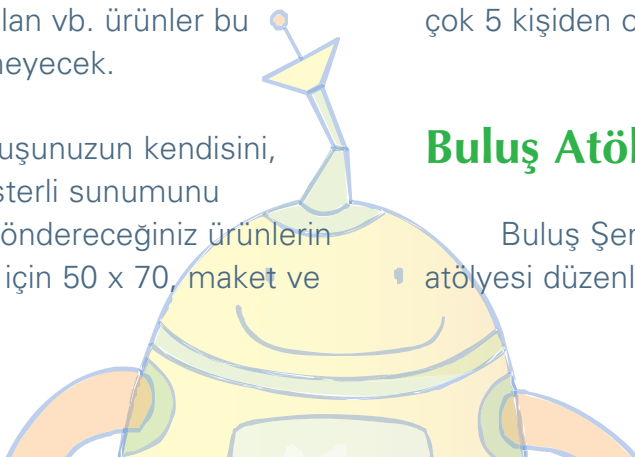 lan vb. ürünler bu
neyecek.
uşunuzun kendisini,
sterli sunumunu
öndereceğiniz ürünlerin
için 50 x 70, maket ve
çok 5 kişiden o
Buluş Atöl
Buluş Şer
atölyesi düzenl